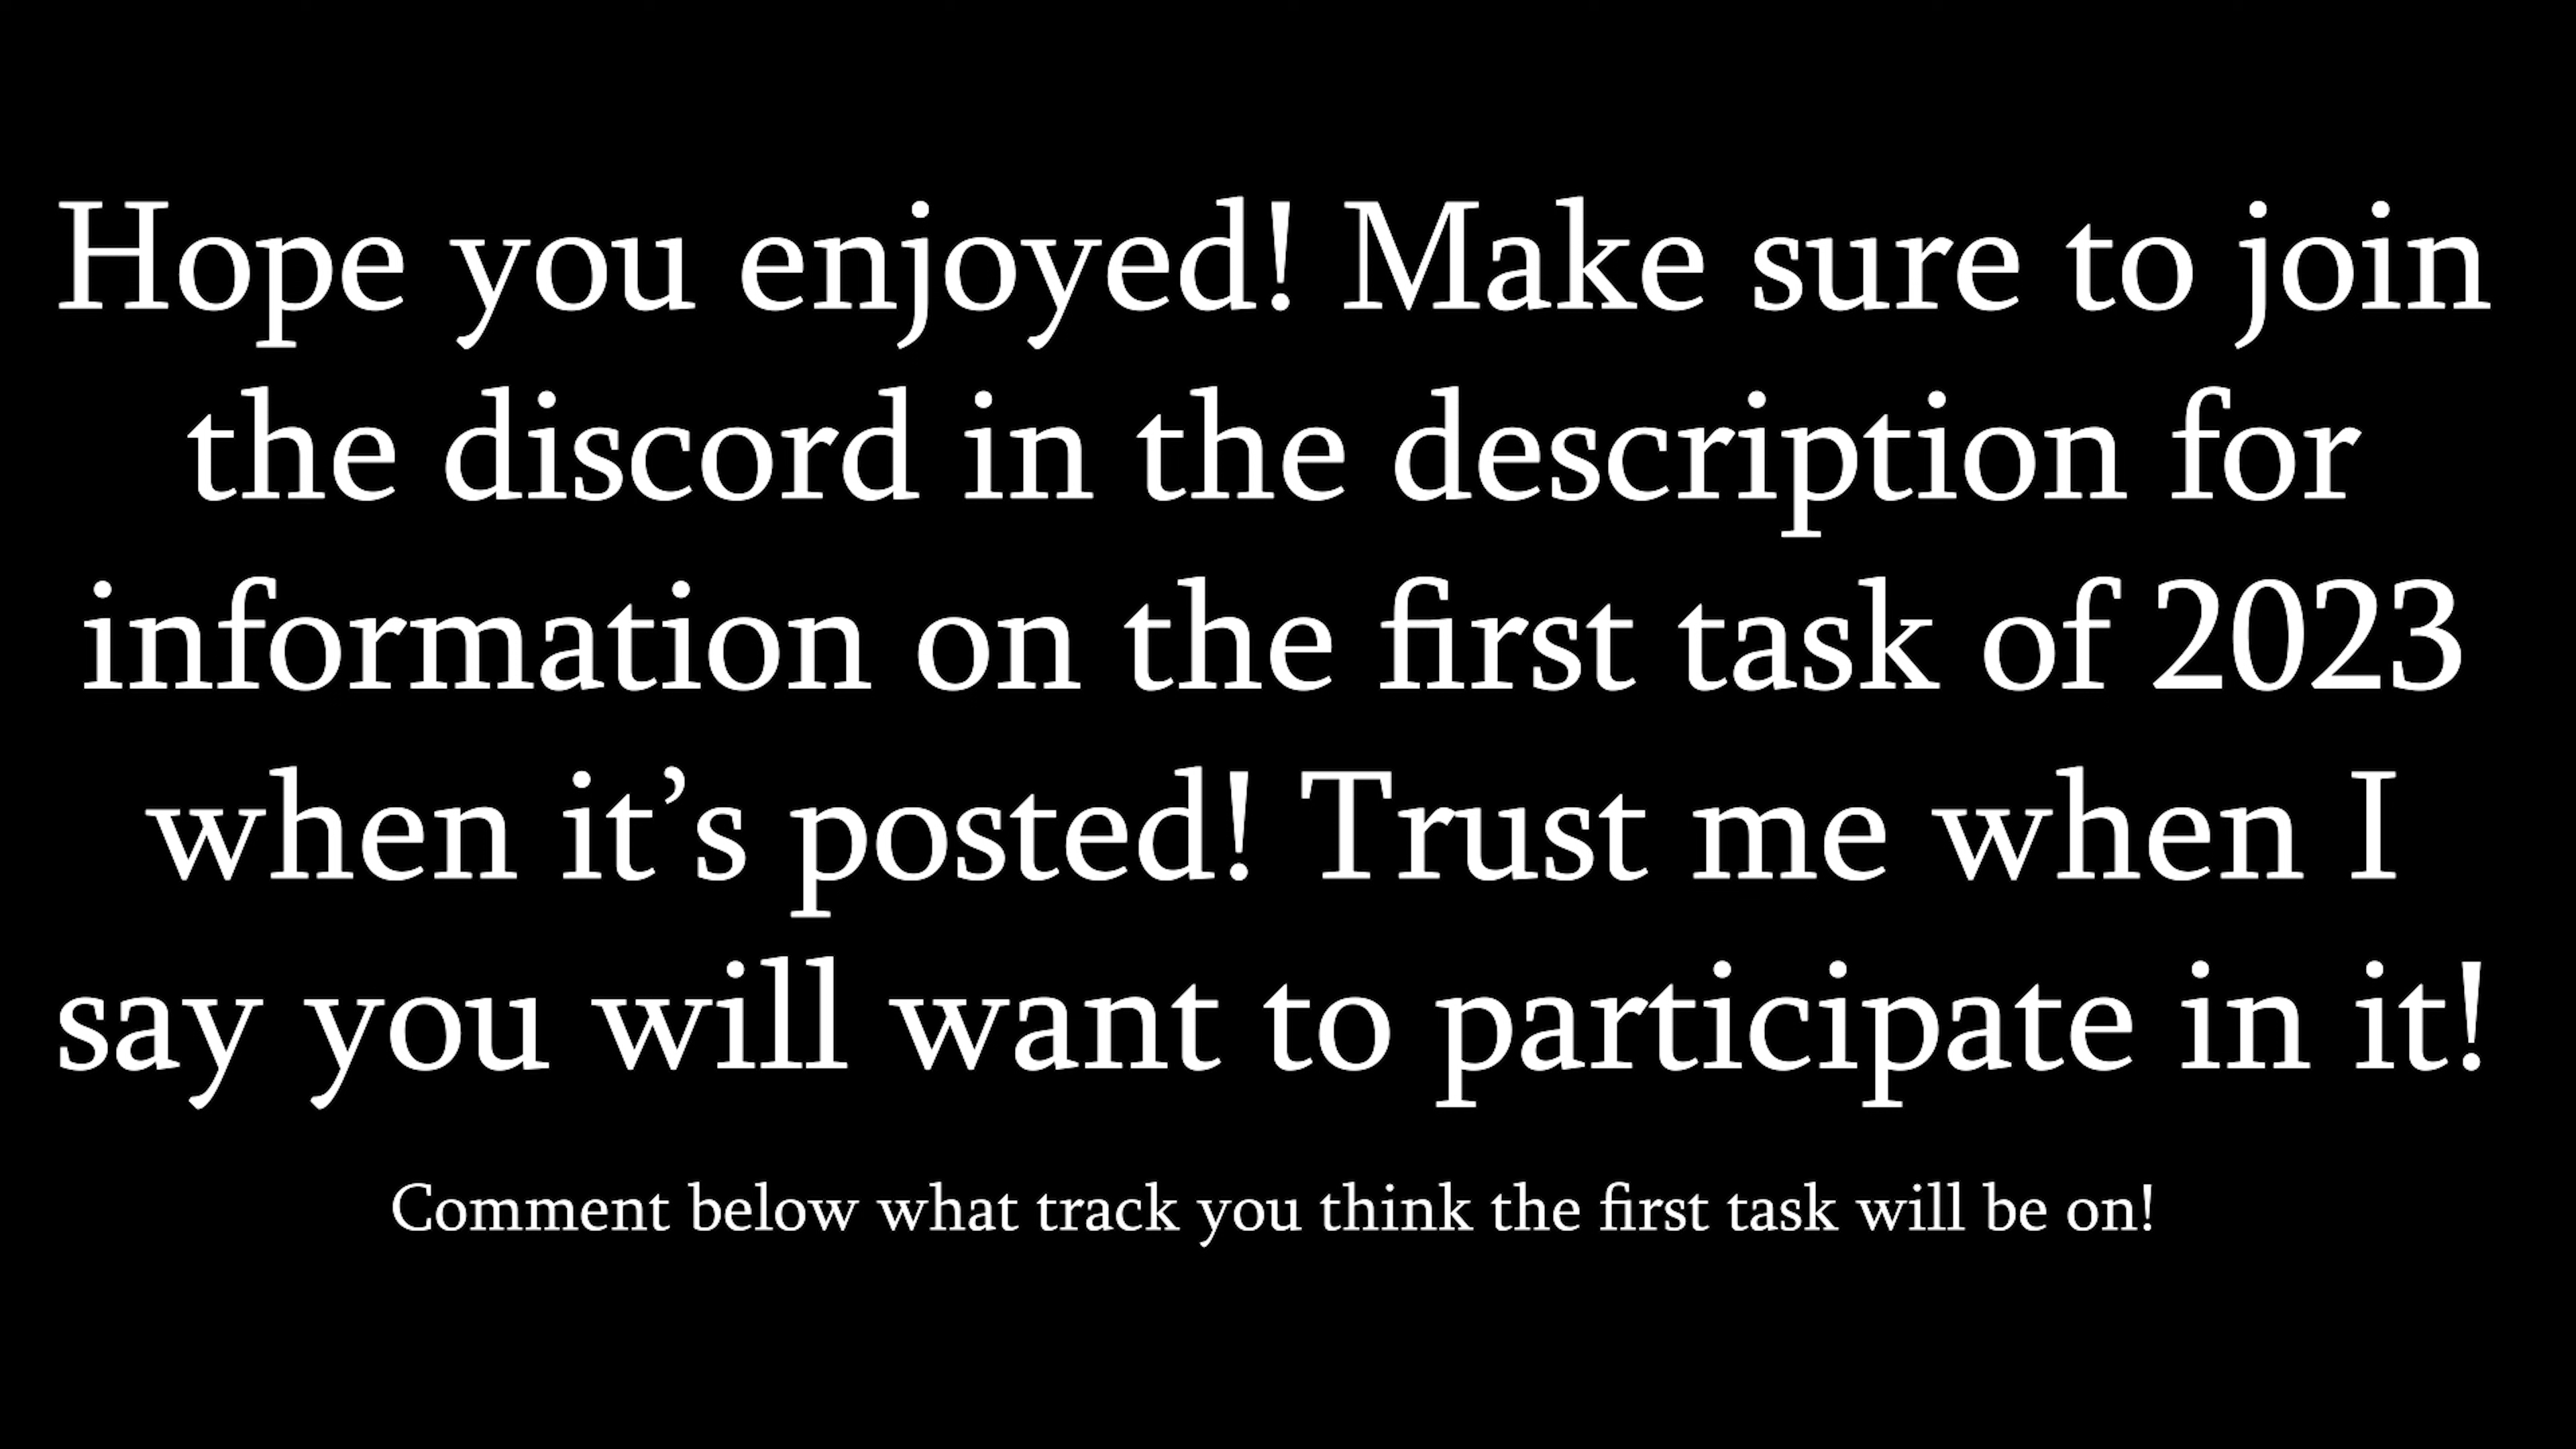 Hope you enjoyed! Make sure to join
the discord in the description for
information on the first task of 2023
when it’s posted! Trust me when I
say you will want to participate in it!
Comment below what track you think the first task will be on!